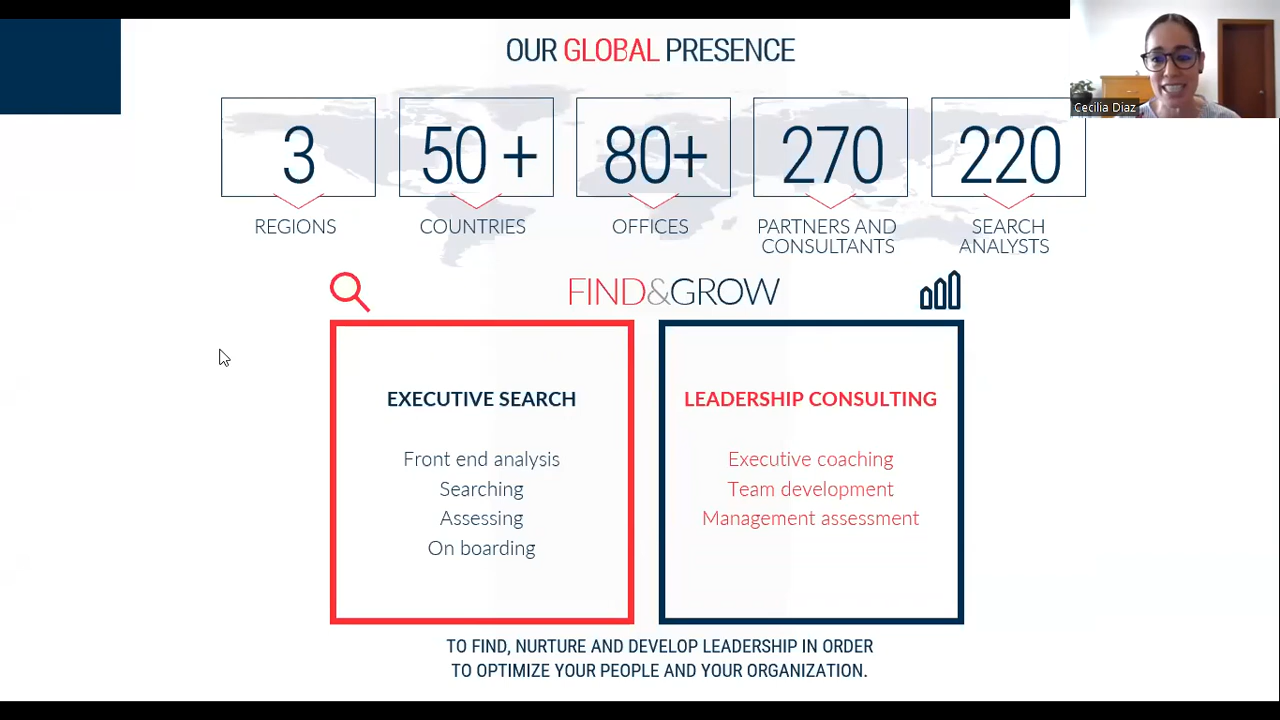 OUR GLOBAL PRESENCE
Cecilia Diaz
3
50 +
80+
270
220
REGIONS
COUNTRIES
OFFICES
PARTNERS AND
CONSULTANTS
SEARCH
ANALYSTS
FIND&GROW
EXECUTIVE SEARCH
Front end analysis
Searching
Assessing
On boarding
LEADERSHIP CONSULTING
Executive coaching
Team development
Management assessment
TO FIND, NURTURE AND DEVELOP LEADERSHIP IN ORDER
TO OPTIMIZE YOUR PEOPLE AND YOUR ORGANIZATION.